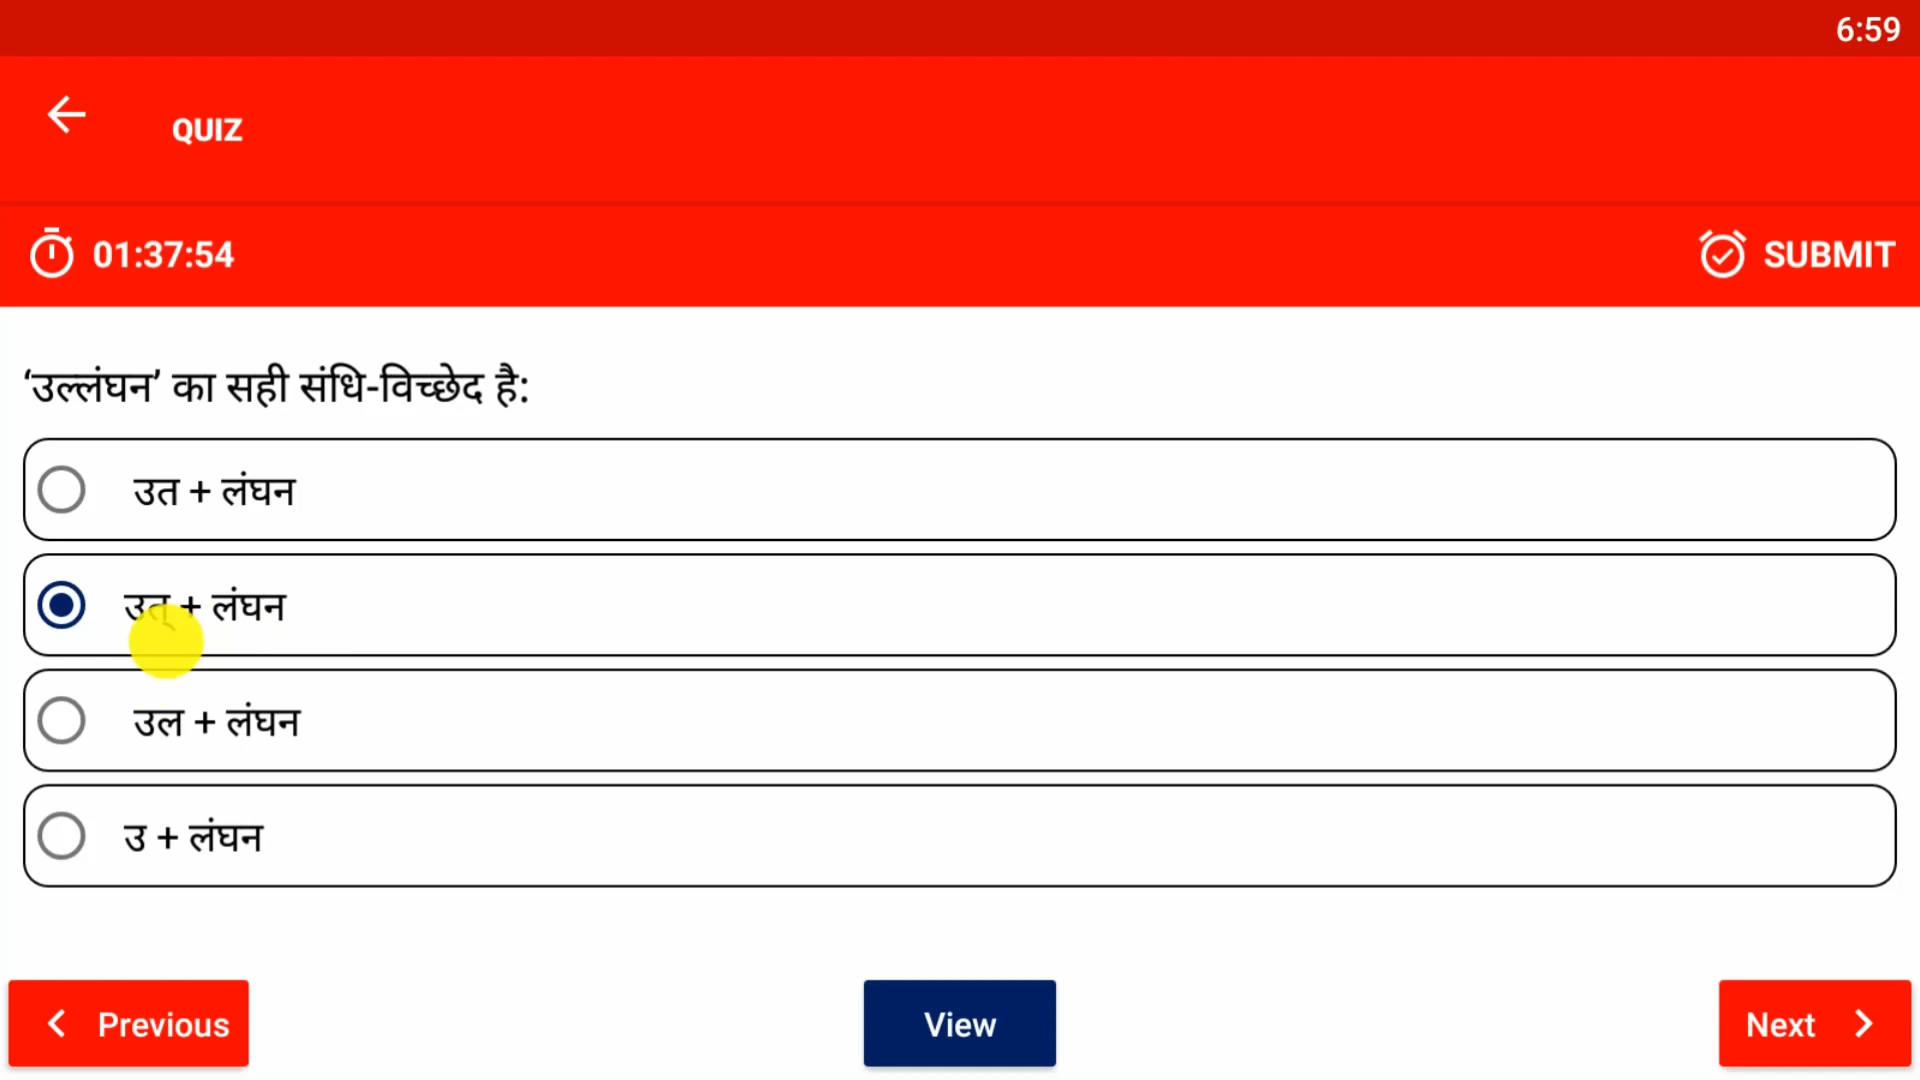 6:59
QUIZ
01:37:54
SUBMIT
‘उल्लंघन’ का सही संधि-विच्छेद है:
उत + लंघन
उत् + लंघन
उल + लंघन
उ + लंघन
Previous
View
Next